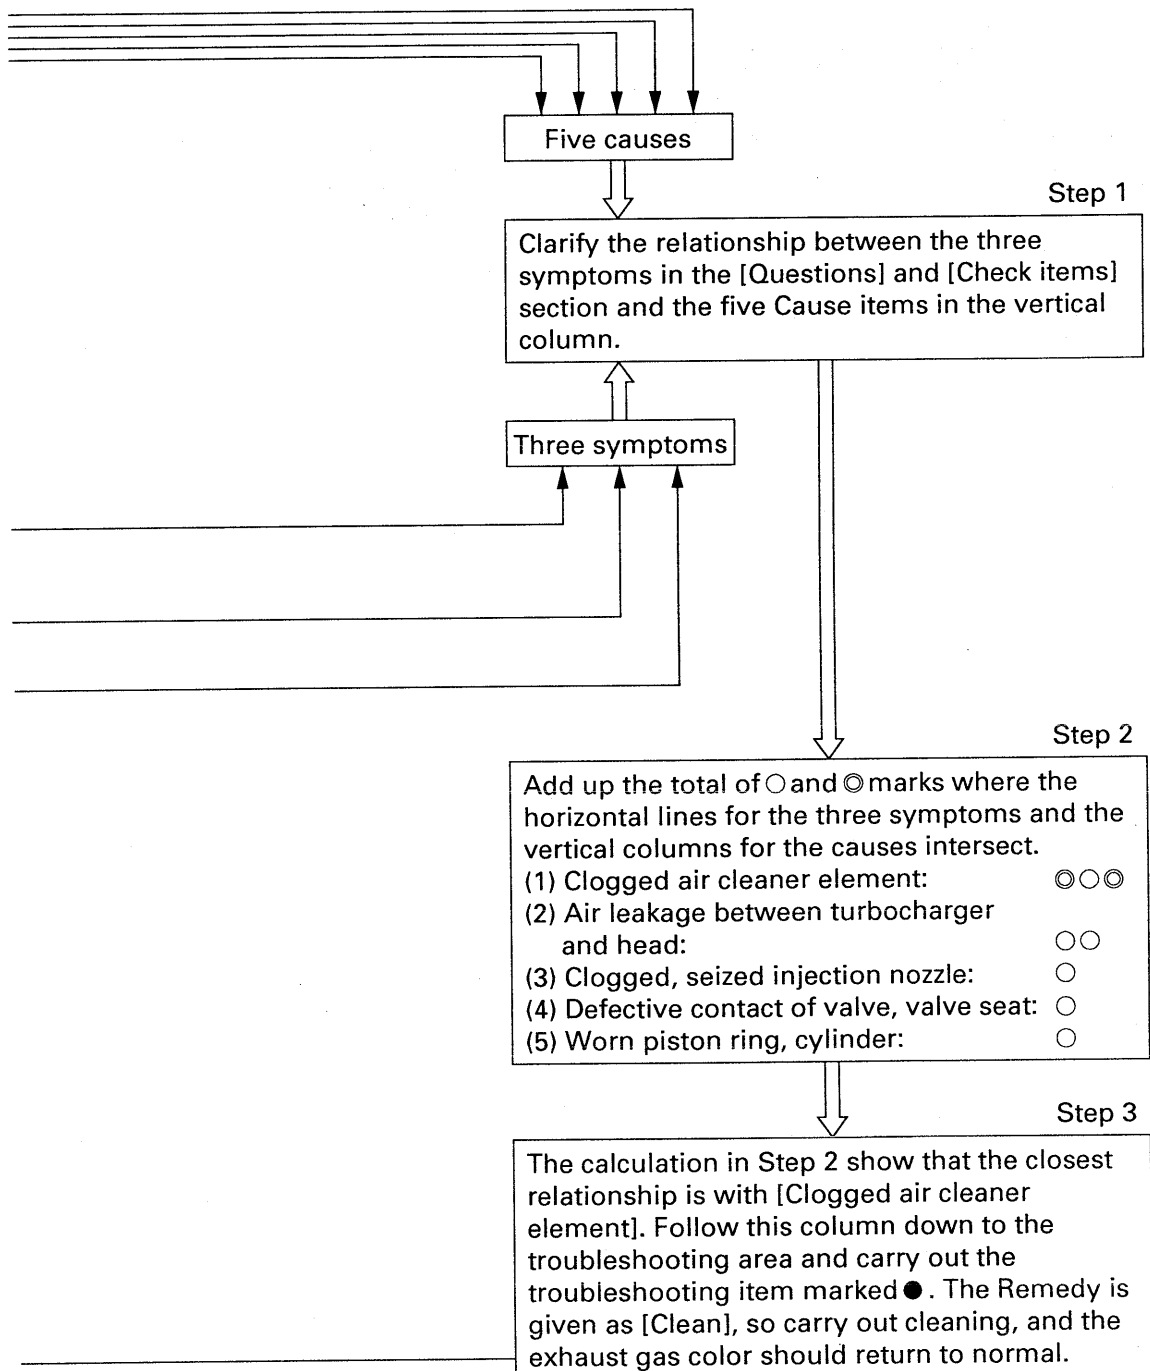 Five causes
Step 1
Clarify the relationship between the three
symptoms in the [Questions] and [Check items]
section and the five Cause items in the vertical
column.
Three symptoms
Step 2
Add up the total of ○ and ◎ marks where the
horizontal lines for the three symptoms and the
vertical columns for the causes intersect.
(1) Clogged air cleaner element: ◎○◎
(2) Air leakage between turbocharger
and head: ○○
(3) Clogged, seized injection nozzle: ○
(4) Defective contact of valve, valve seat: ○
(5) Worn piston ring, cylinder: ○
Step 3
The calculation in Step 2 show that the closest
relationship is with [Clogged air cleaner
element]. Follow this column down to the
troubleshooting area and carry out the
troubleshooting item marked ●. The Remedy is
given as [Clean], so carry out cleaning, and the
exhaust gas color should return to normal.